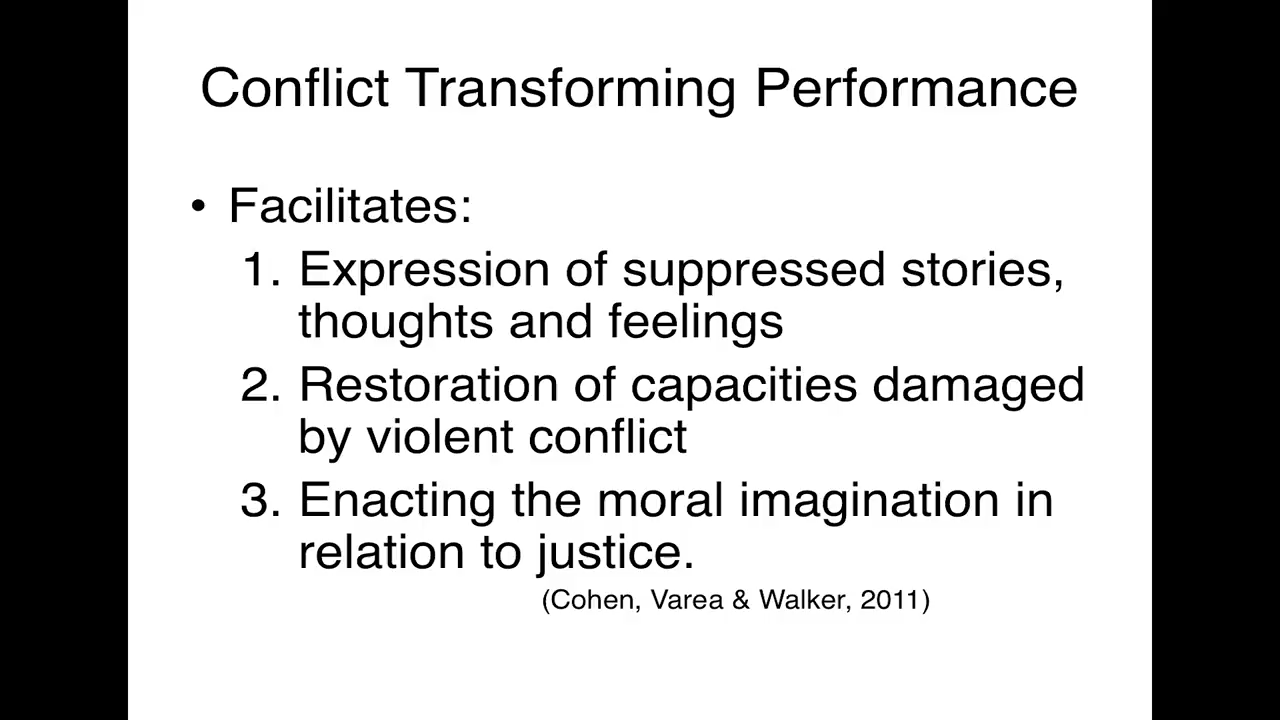 Conflict Transforming Performance
• Facilitates:
1. Expression of suppressed stories,
thoughts and feelings
2. Restoration of capacities damaged
by violent conflict
3. Enacting the moral imagination in
relation to justice.
(Cohen, Varea & Walker, 2011)